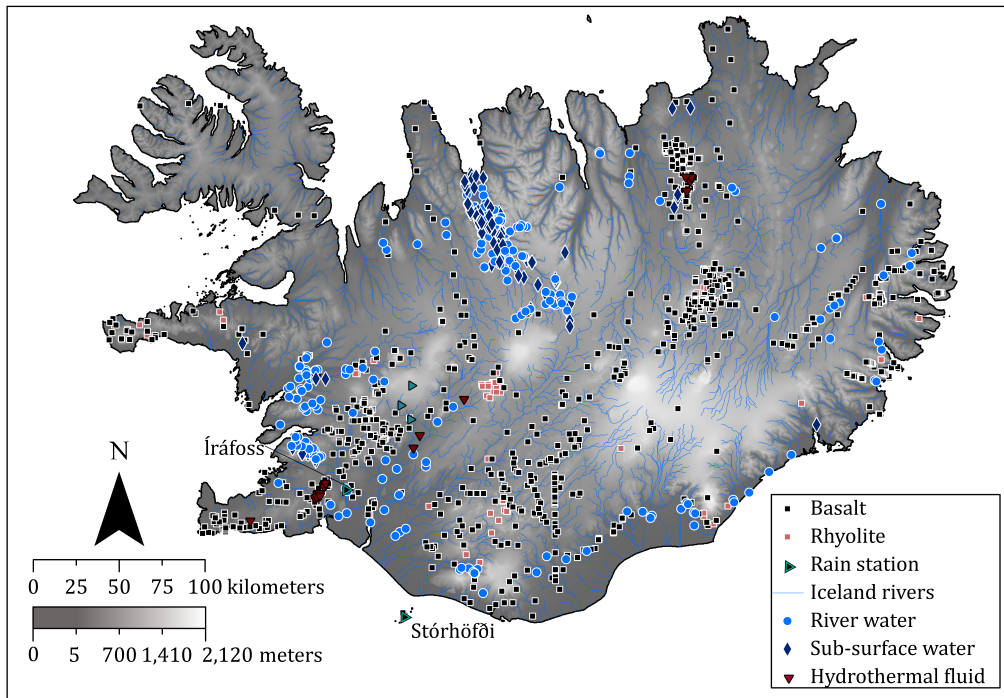 Íráfoss
N
0 25 50 75 100 kilometers
0 5 700 1,410 2,120 meters
Stórhöfði
Basalt
Rhyolite
Rain station
Iceland rivers
River water
Sub-surface water
Hydrothermal fluid